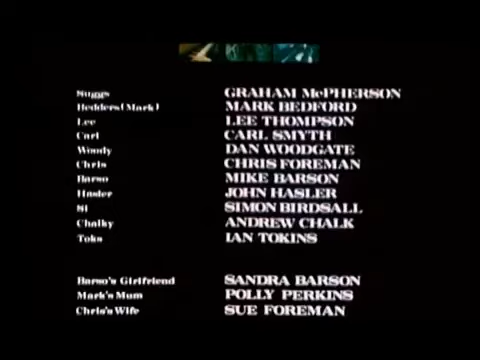 Suggs GRAHAM McPHERSON
Bedders (Mark) MARK BEDFORD
Lee LEE THOMPSON
Carl CARL SMYTH
Woody DAN WOODGATE
Chris CHRIS FOREMAN
Barso MIKE BARSON
Hasler JOHN HASLER
Si SIMON BIRDSALL
Chalky ANDREW CHALK
Toks IAN TOKINS
Barso's Girlfriend SANDRA BARSON
Mark's Mum POLLY PERKINS
Chris's Wife SUE FOREMAN